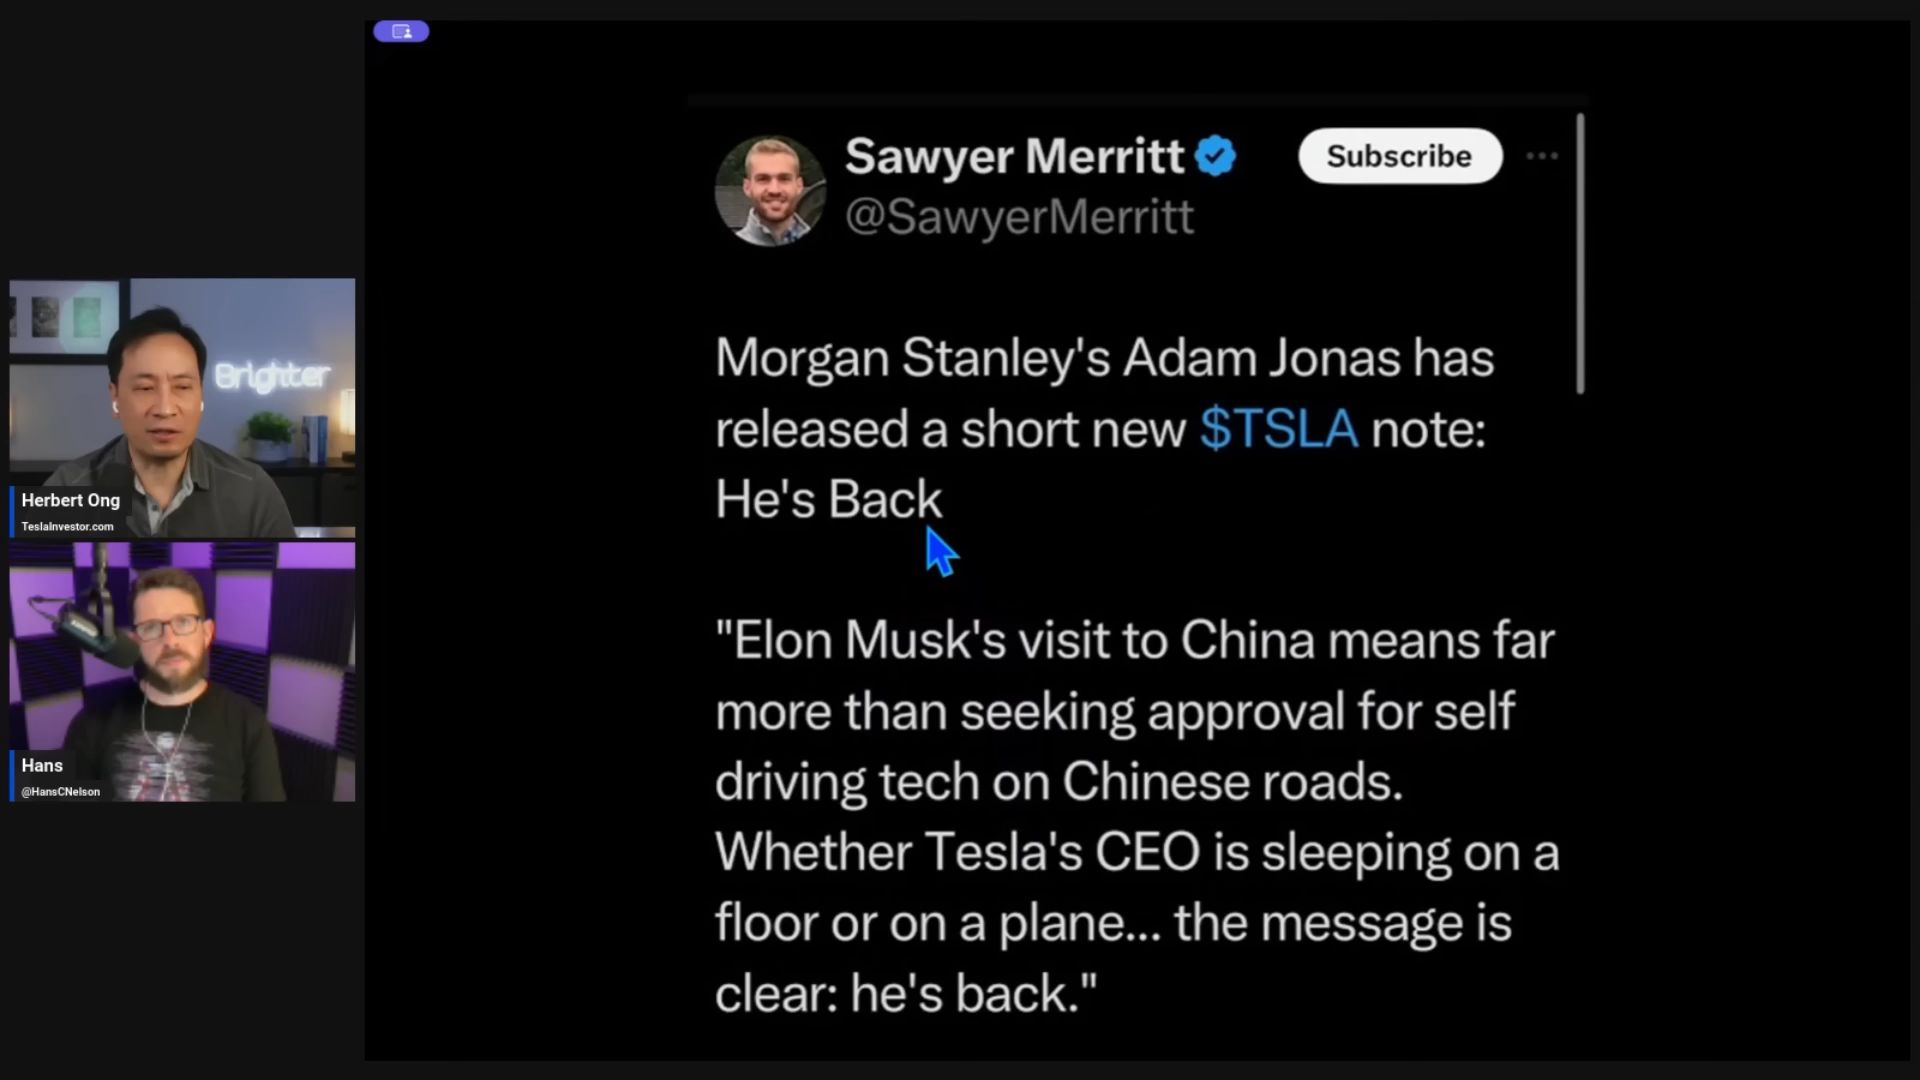 Sawyer Merritt
Subscribe
@SawyerMerritt
Morgan Stanley's Adam Jonas has
released a short new $TSLA note:
He's Back
"Elon Musk's visit to China means far
more than seeking approval for self
driving tech on Chinese roads.
Whether Tesla's CEO is sleeping on a
floor or on a plane... the message is
clear: he's back."
Brighter
Herbert Ong
TeslaInvestor.com
Hans
@HansCNelson